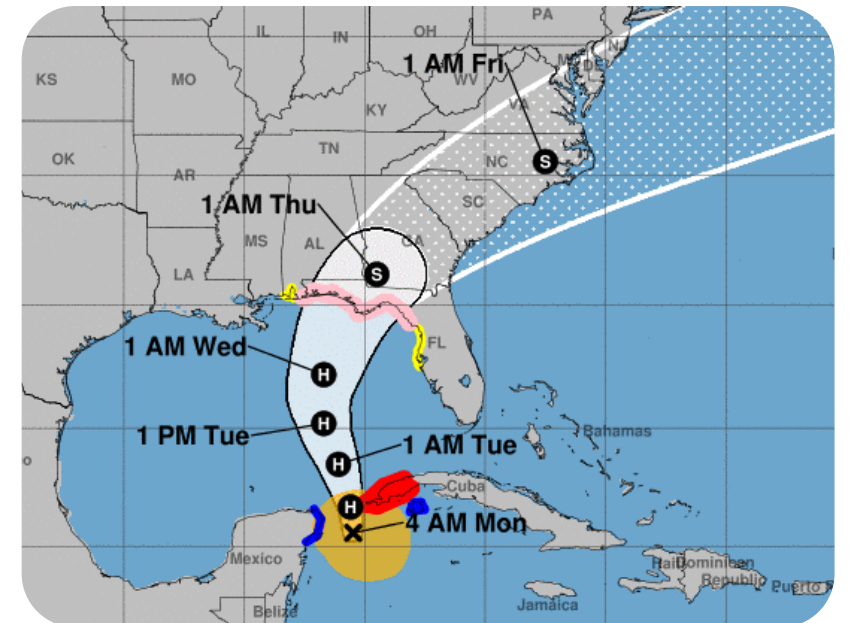 PA
IL
IN
OH
N
1 AM Fri
M
DE
KS
MO
WV
VA
KY
OK
TN
NC
S
AR
1 AM Thu
SC
MS
AL
GA
S
LA
1 AM Wed
FL
H
1 PM Tue
H
1 AM Tue
Bahamas
H
o
Cuba
H
4 AM Mon
Mexico
Hai
Dominican
Republic
Puerto R
Belize
Jamaica